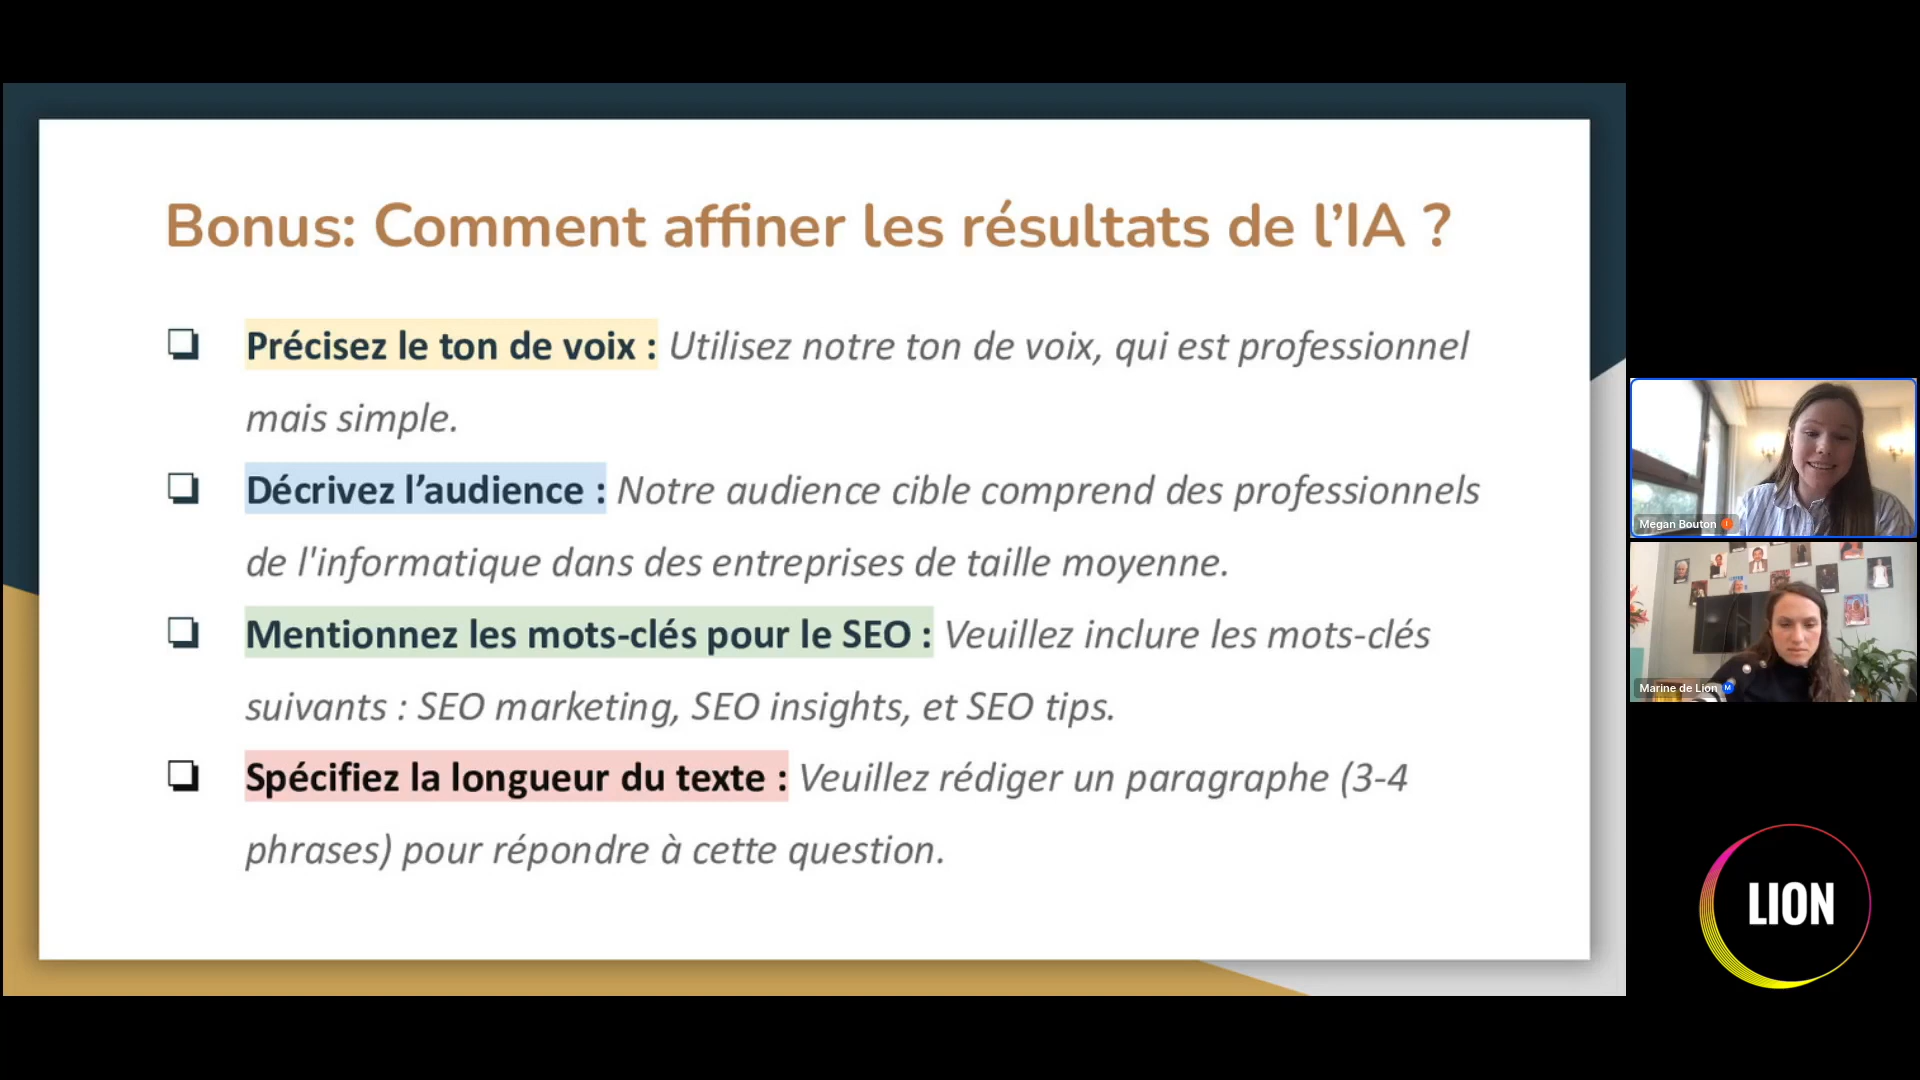 Bonus: Comment affiner les résultats de l’IA ?
❏ Précisez le ton de voix : Utilisez notre ton de voix, qui est professionnel
mais simple.
❏ Décrivez l’audience : Notre audience cible comprend des professionnels
de l'informatique dans des entreprises de taille moyenne.
❏ Mentionnez les mots-clés pour le SEO : Veuillez inclure les mots-clés
suivants : SEO marketing, SEO insights, et SEO tips.
❏ Spécifiez la longueur du texte : Veuillez rédiger un paragraphe (3-4
phrases) pour répondre à cette question.
Megan Bouton
Marine de Lion M
LION